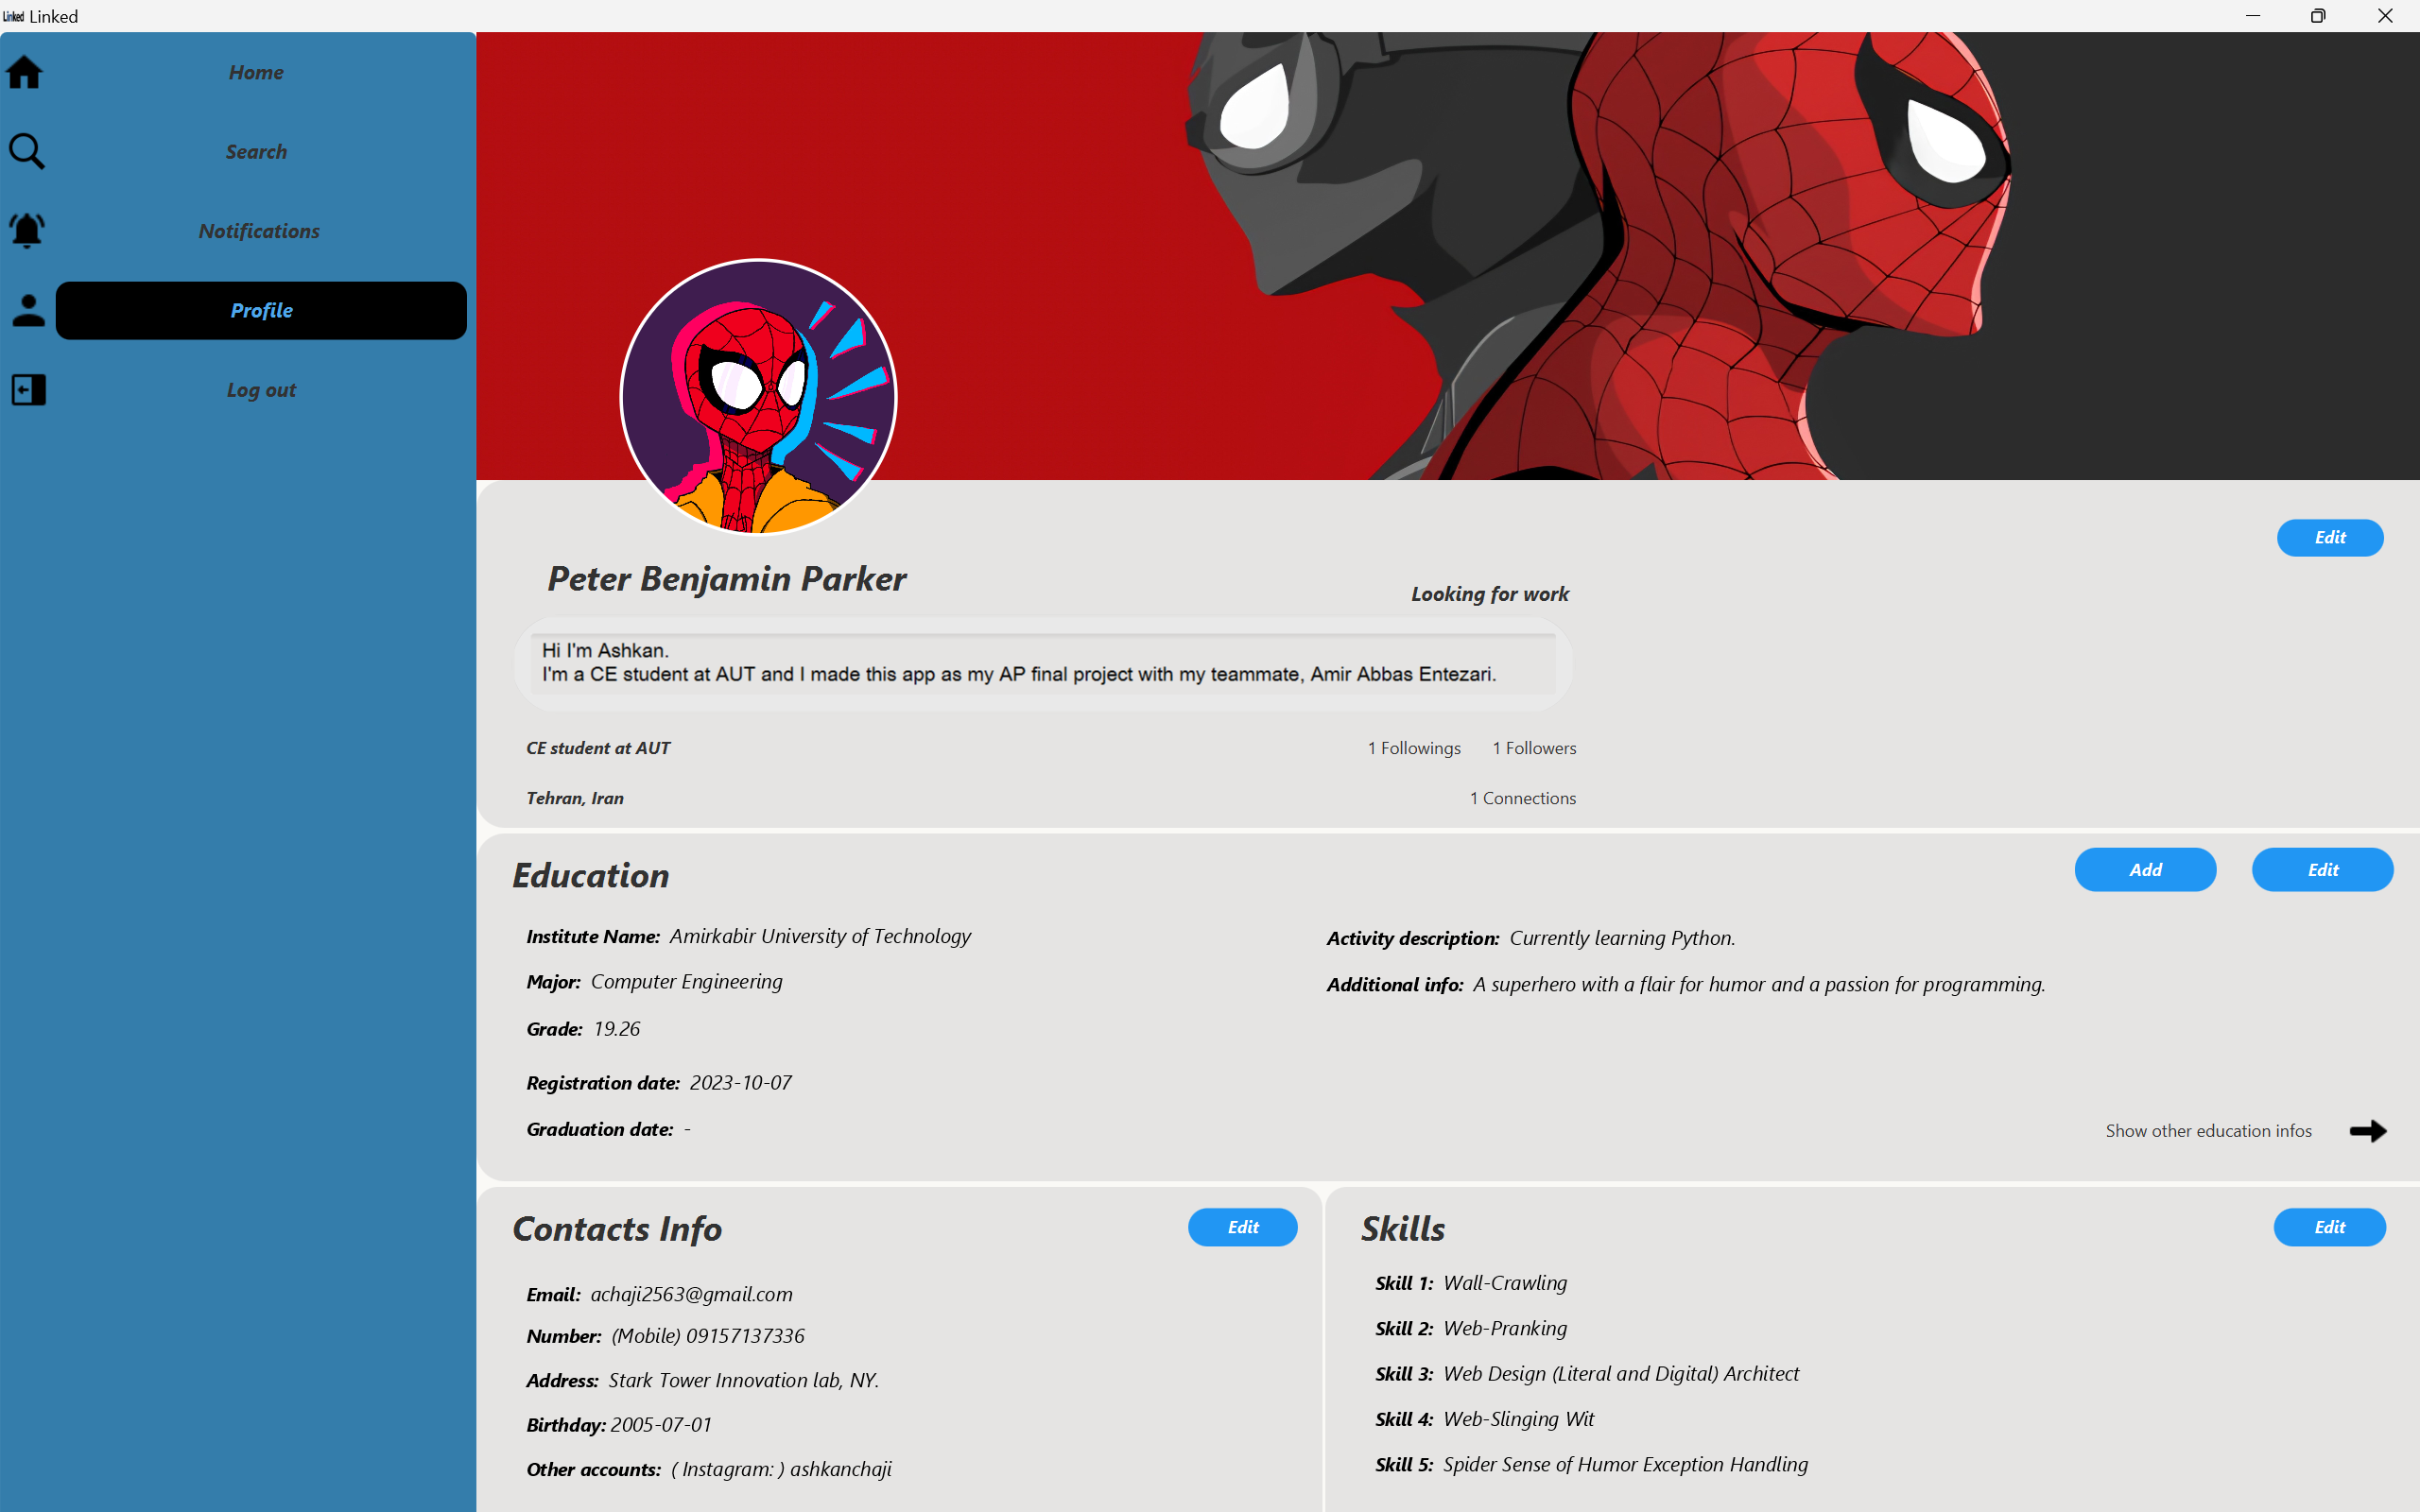 Linked Linked
Home
Search
Notifications
Profile
Log out
Edit
Peter Benjamin Parker
Looking for work
Hi I'm Ashkan.
I'm a CE student at AUT and I made this app as my AP final project with my teammate, Amir Abbas Entezari.
CE student at AUT
1 Followings 1 Followers
Tehran, Iran
1 Connections
Education
Add Edit
Institute Name: Amirkabir University of Technology
Major: Computer Engineering
Grade: 19.26
Registration date: 2023-10-07
Graduation date: -
Activity description: Currently learning Python.
Additional info: A superhero with a flair for humor and a passion for programming.
Show other education infos
Contacts Info
Edit
Email: achaji2563@gmail.com
Number: (Mobile) 09157137336
Address: Stark Tower Innovation lab, NY.
Birthday: 2005-07-01
Other accounts: ( Instagram: ) ashkanchaji
Skills
Edit
Skill 1: Wall-Crawling
Skill 2: Web-Pranking
Skill 3: Web Design (Literal and Digital) Architect
Skill 4: Web-Slinging Wit
Skill 5: Spider Sense of Humor Exception Handling